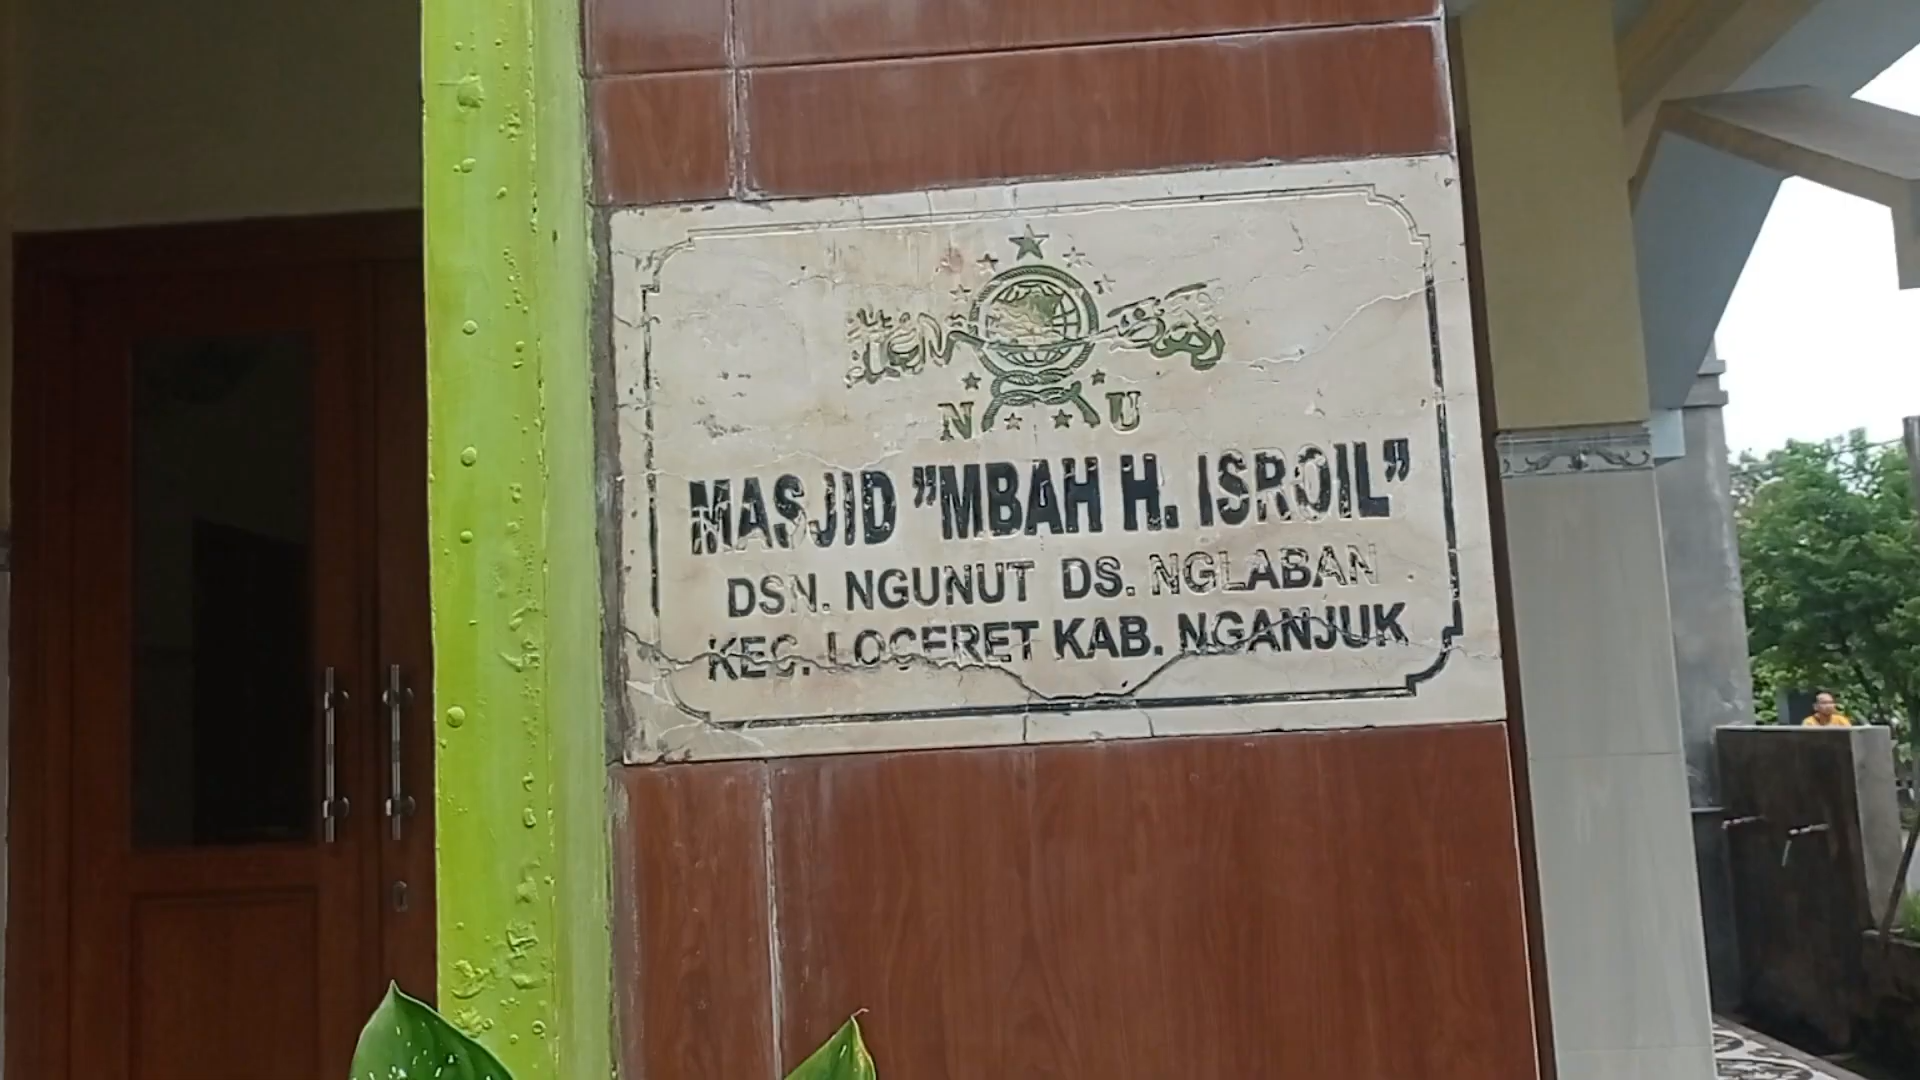 N U
MASJID "MBAH H. ISROIL"
DSN. NGUNUT DS. NGLABAN
KEC. LOCERET KAB. NGANJUK